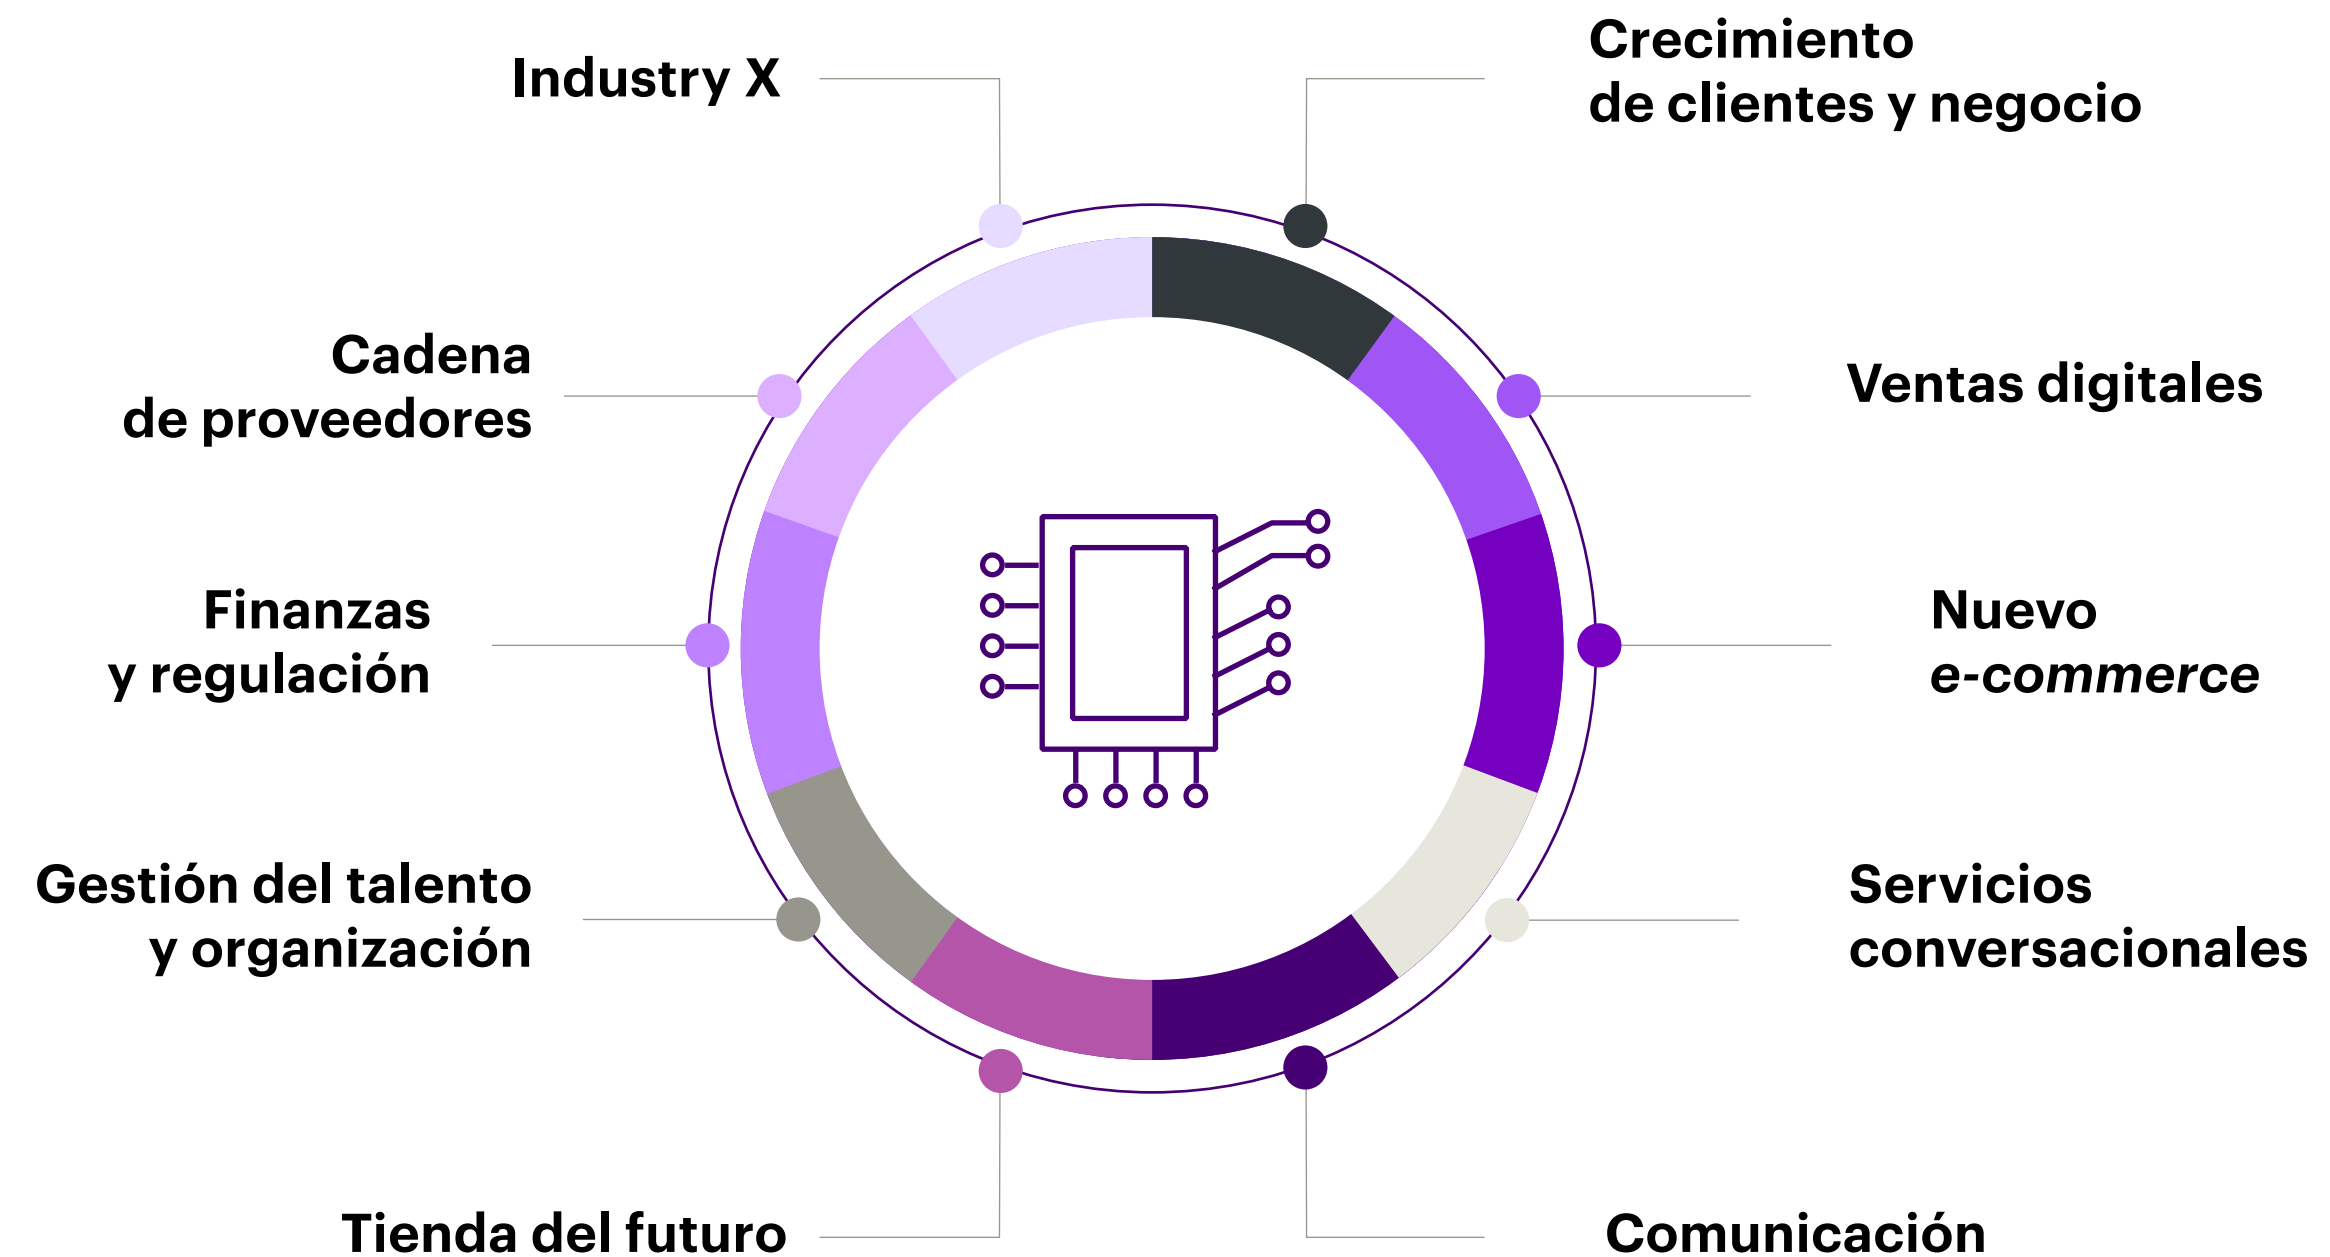 Industry X
Crecimiento
de clientes y negocio
Cadena
de proveedores
Ventas digitales
Finanzas
y regulación
Nuevo
e-commerce
Gestión del talento
y organización
Servicios
conversacionales
Tienda del futuro
Comunicación